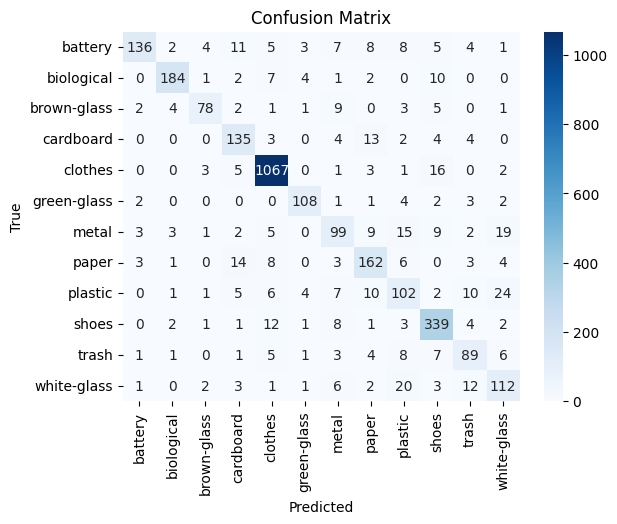 Confusion Matrix
True
battery 136 2 4 11 5 3 7 8 8 5 4 1
biological 0 184 1 2 7 4 1 2 0 10 0 0
brown-glass 2 4 78 2 1 1 9 0 3 5 0 1
cardboard 0 0 0 135 3 0 4 13 2 4 4 0
clothes 0 0 3 5 1067 0 1 3 1 16 0 2
green-glass 2 0 0 0 0 108 1 1 4 2 3 2
metal 3 3 1 2 5 0 99 9 15 9 2 19
paper 3 1 0 14 8 0 3 162 6 0 3 4
plastic 0 1 1 5 6 4 7 10 102 2 10 24
shoes 0 2 1 1 12 1 8 1 3 339 4 2
trash 1 1 0 1 5 1 3 4 8 7 89 6
white-glass 1 0 2 3 1 1 6 2 20 3 12 112
battery biological brown-glass cardboard clothes green-glass metal paper plastic shoes trash white-glass
Predicted
1000
800
600
400
200
0